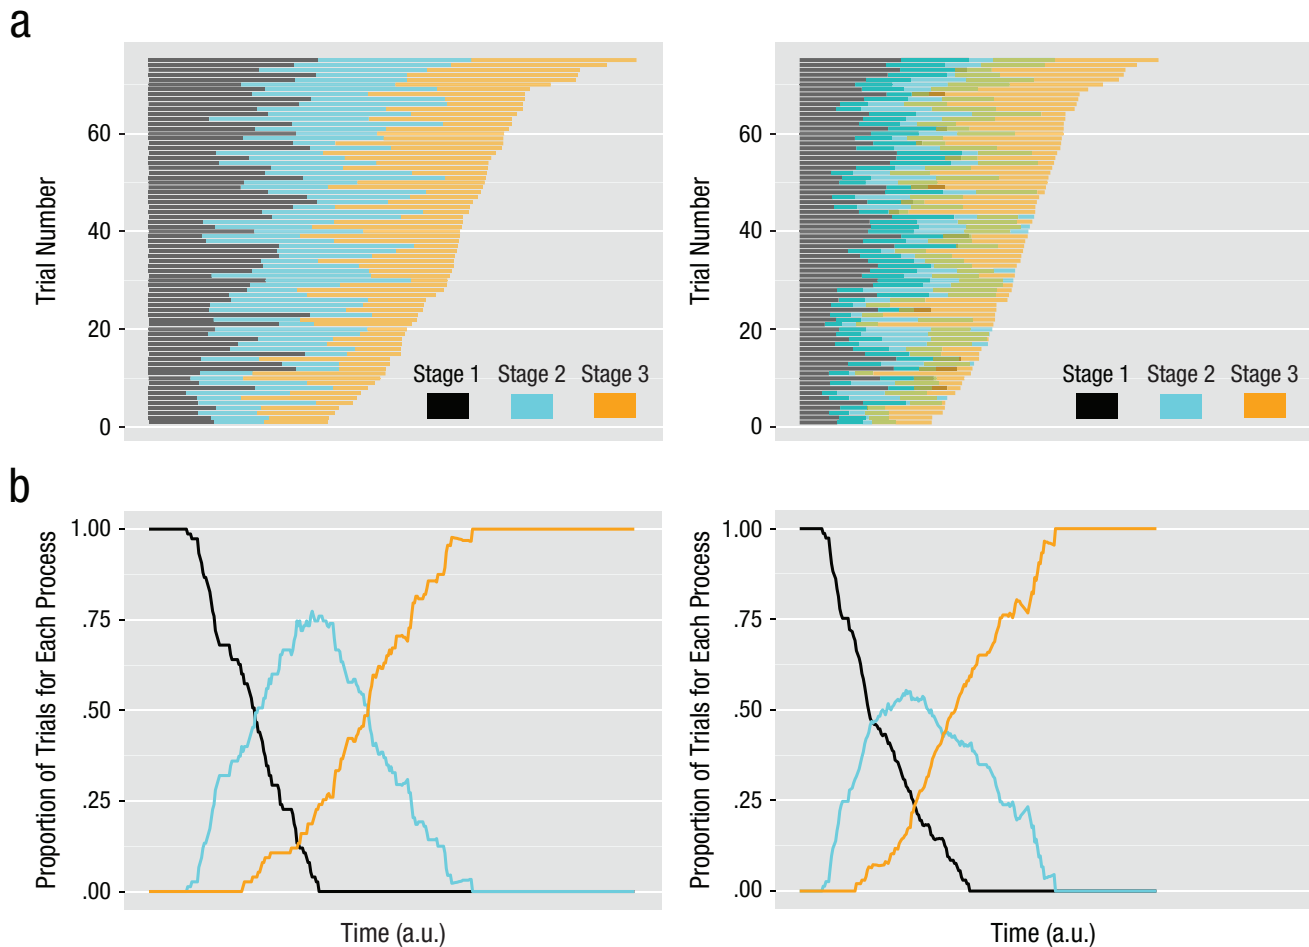 a
Trial Number
60
40
20
0
Stage 1 Stage 2 Stage 3
Trial Number
60
40
20
0
Stage 1 Stage 2 Stage 3
b
Proportion of Trials for Each Process
1.00
.75
.50
.25
.00
Time (a.u.)
Proportion of Trials for Each Process
1.00
.75
.50
.25
.00
Time (a.u.)